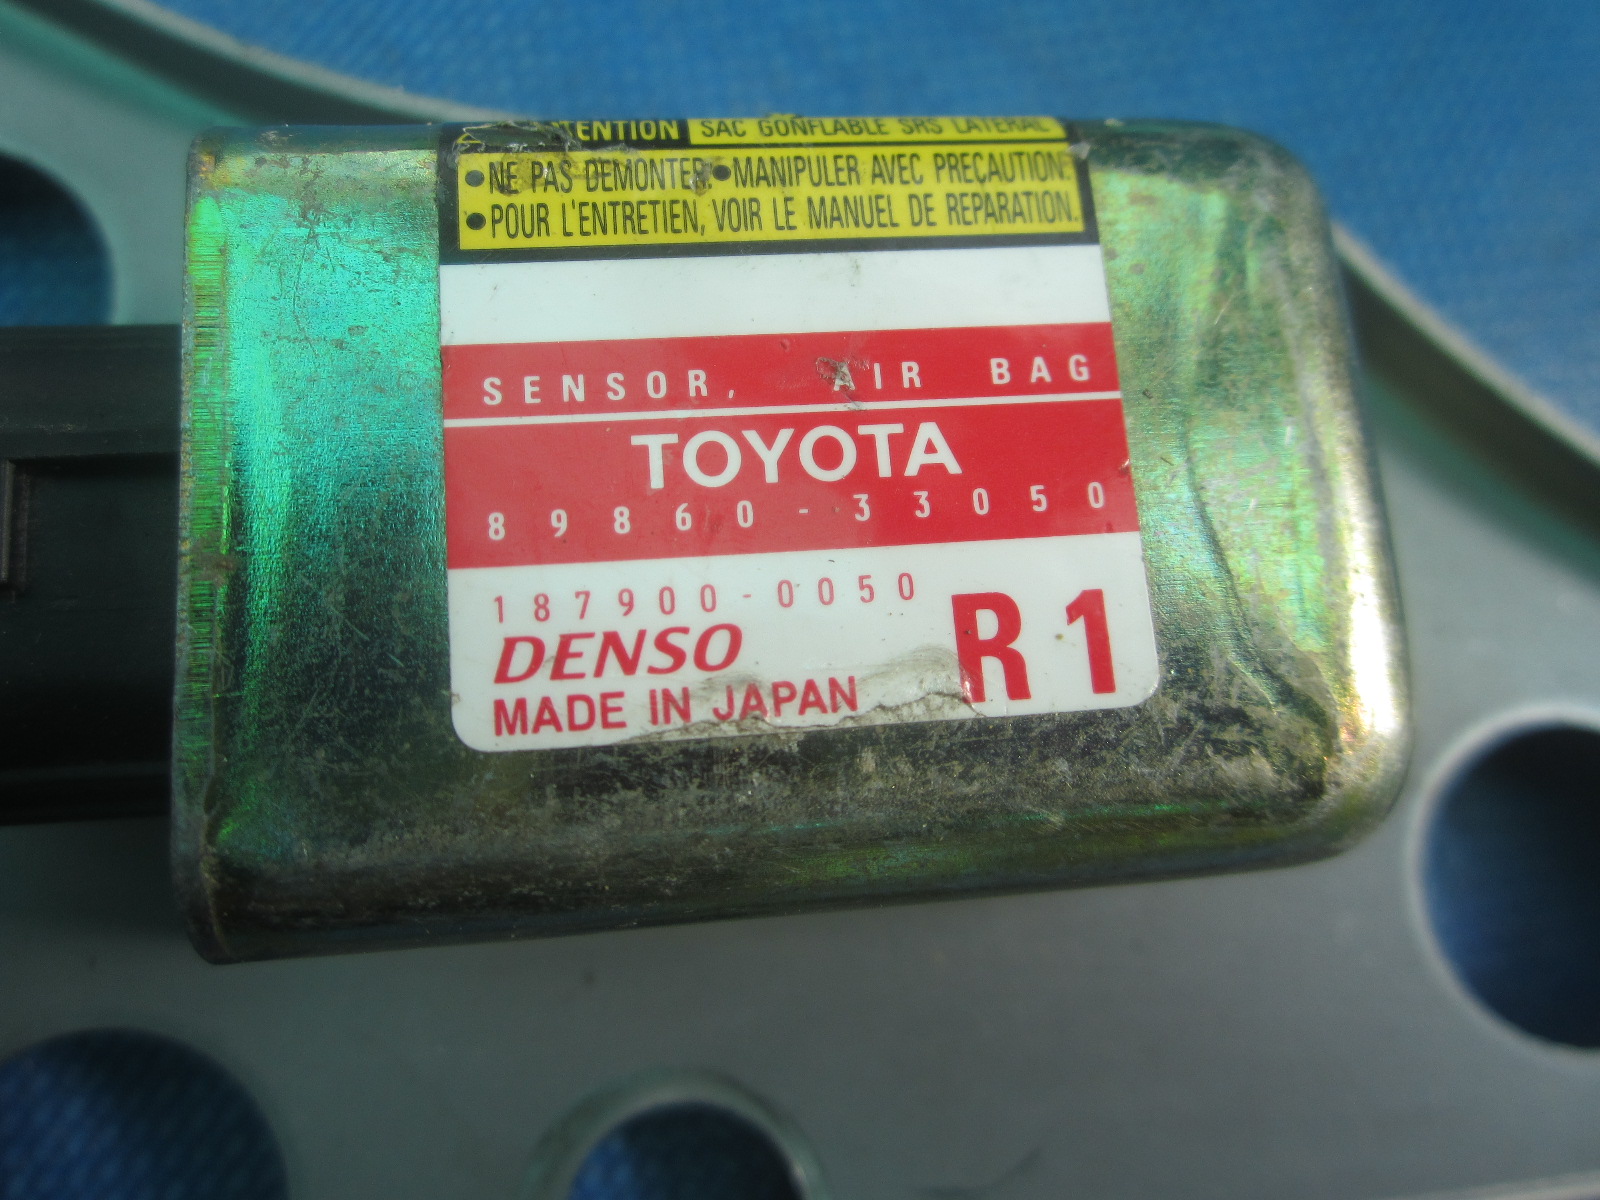 ATTENTION SAC GONFLABLE SRS LATERAL
• NE PAS DEMONTER. • MANIPULER AVEC PRECAUTION.
• POUR L'ENTRETIEN, VOIR LE MANUEL DE REPARATION.
SENSOR, AIR BAG
TOYOTA
89860-33050
187900-0050
DENSO
R1
MADE IN JAPAN